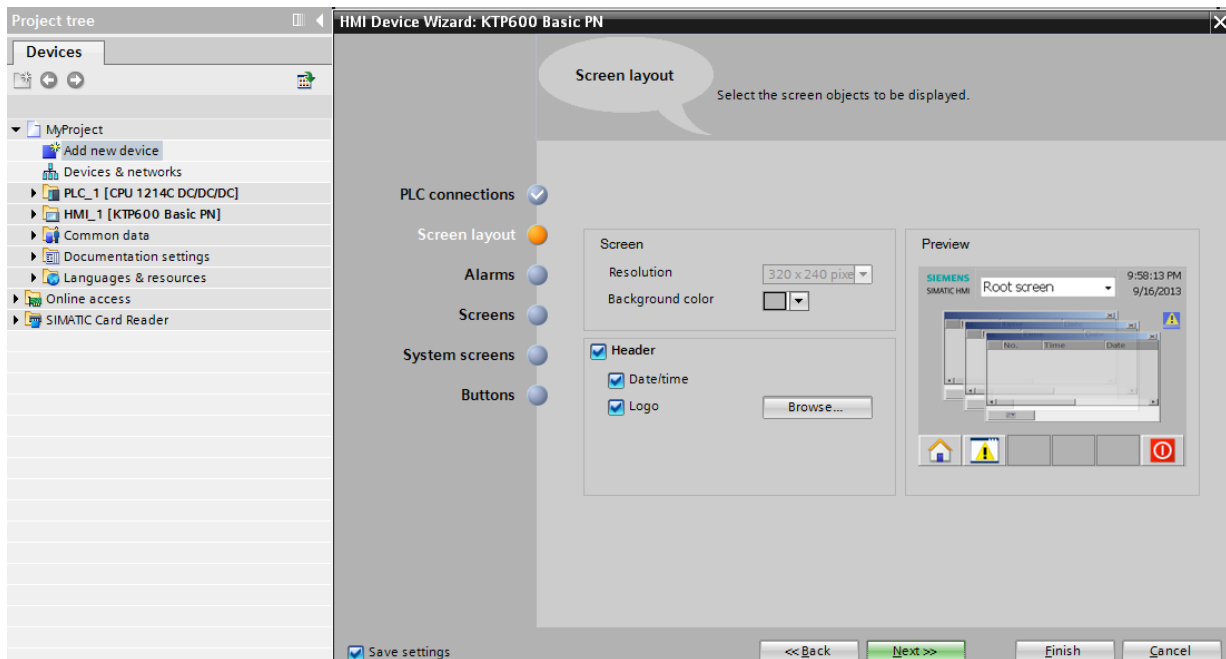 Project tree
Devices
MyProject
Add new device
Devices & networks
PLC_1 [CPU 1214C DC/DC/DC]
HMI_1 [KTP600 Basic PN]
Common data
Documentation settings
Languages & resources
Online access
SIMATIC Card Reader
HMI Device Wizard: KTP600 Basic PN
Screen layout
Select the screen objects to be displayed.
PLC connections
Screen layout
Alarms
Screens
System screens
Buttons
Screen
Resolution
320 x 240 pixe
Background color
Header
Date/time
Logo
Browse...
Preview
SIEMENS
SIMATIC HMI
Root screen
9:58:13 PM
9/16/2013
No. Time Date
Save settings
<< Back
Next >>
Finish
Cancel